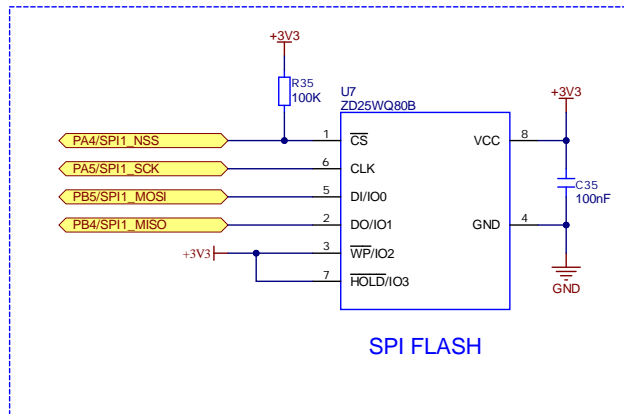 +3V3
R35
100K
U7
ZD25WQ80B
+3V3
PA4/SPI1_NSS
1
CS
VCC
8
PA5/SPI1_SCK
6
CLK
C35
100nF
PB5/SPI1_MOSI
5
DI/IO0
PB4/SPI1_MISO
2
DO/IO1
GND
4
+3V3
3
WP/IO2
7
HOLD/IO3
GND
SPI FLASH